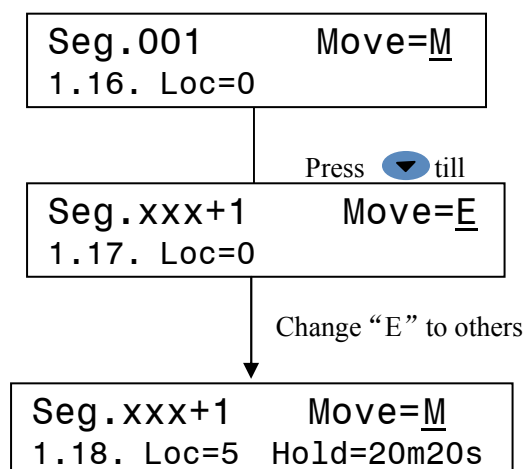 Seg.001 Move=M
1.16. Loc=0
Press till
Seg.xxx+1 Move=E
1.17. Loc=0
Change “E” to others
Seg.xxx+1 Move=M
1.18. Loc=5 Hold=20m20s